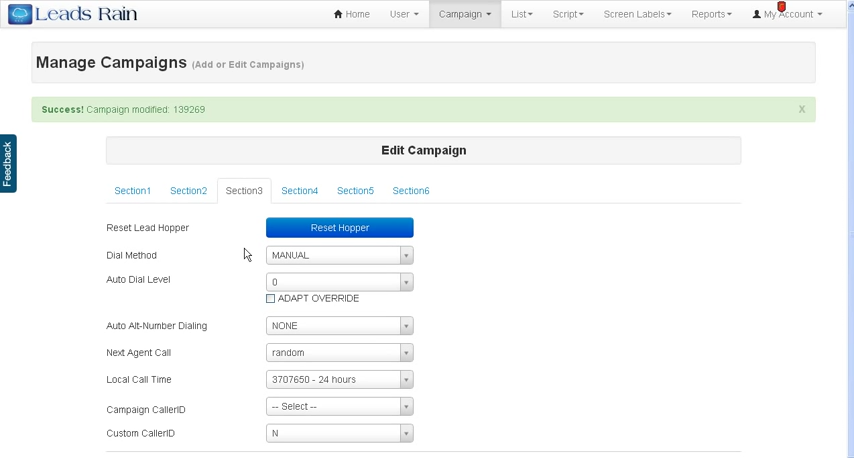 Leads Rain
Home User Campaign List Script Screen Labels Reports My Account
Manage Campaigns (Add or Edit Campaigns)
Success! Campaign modified: 139269 X
Feedback
Edit Campaign
Section1 Section2 Section3 Section4 Section5 Section6
Reset Lead Hopper Reset Hopper
Dial Method MANUAL
Auto Dial Level 0
ADAPT OVERRIDE
Auto Alt-Number Dialing NONE
Next Agent Call random
Local Call Time 3707650 - 24 hours
Campaign CallerID -- Select --
Custom CallerID N